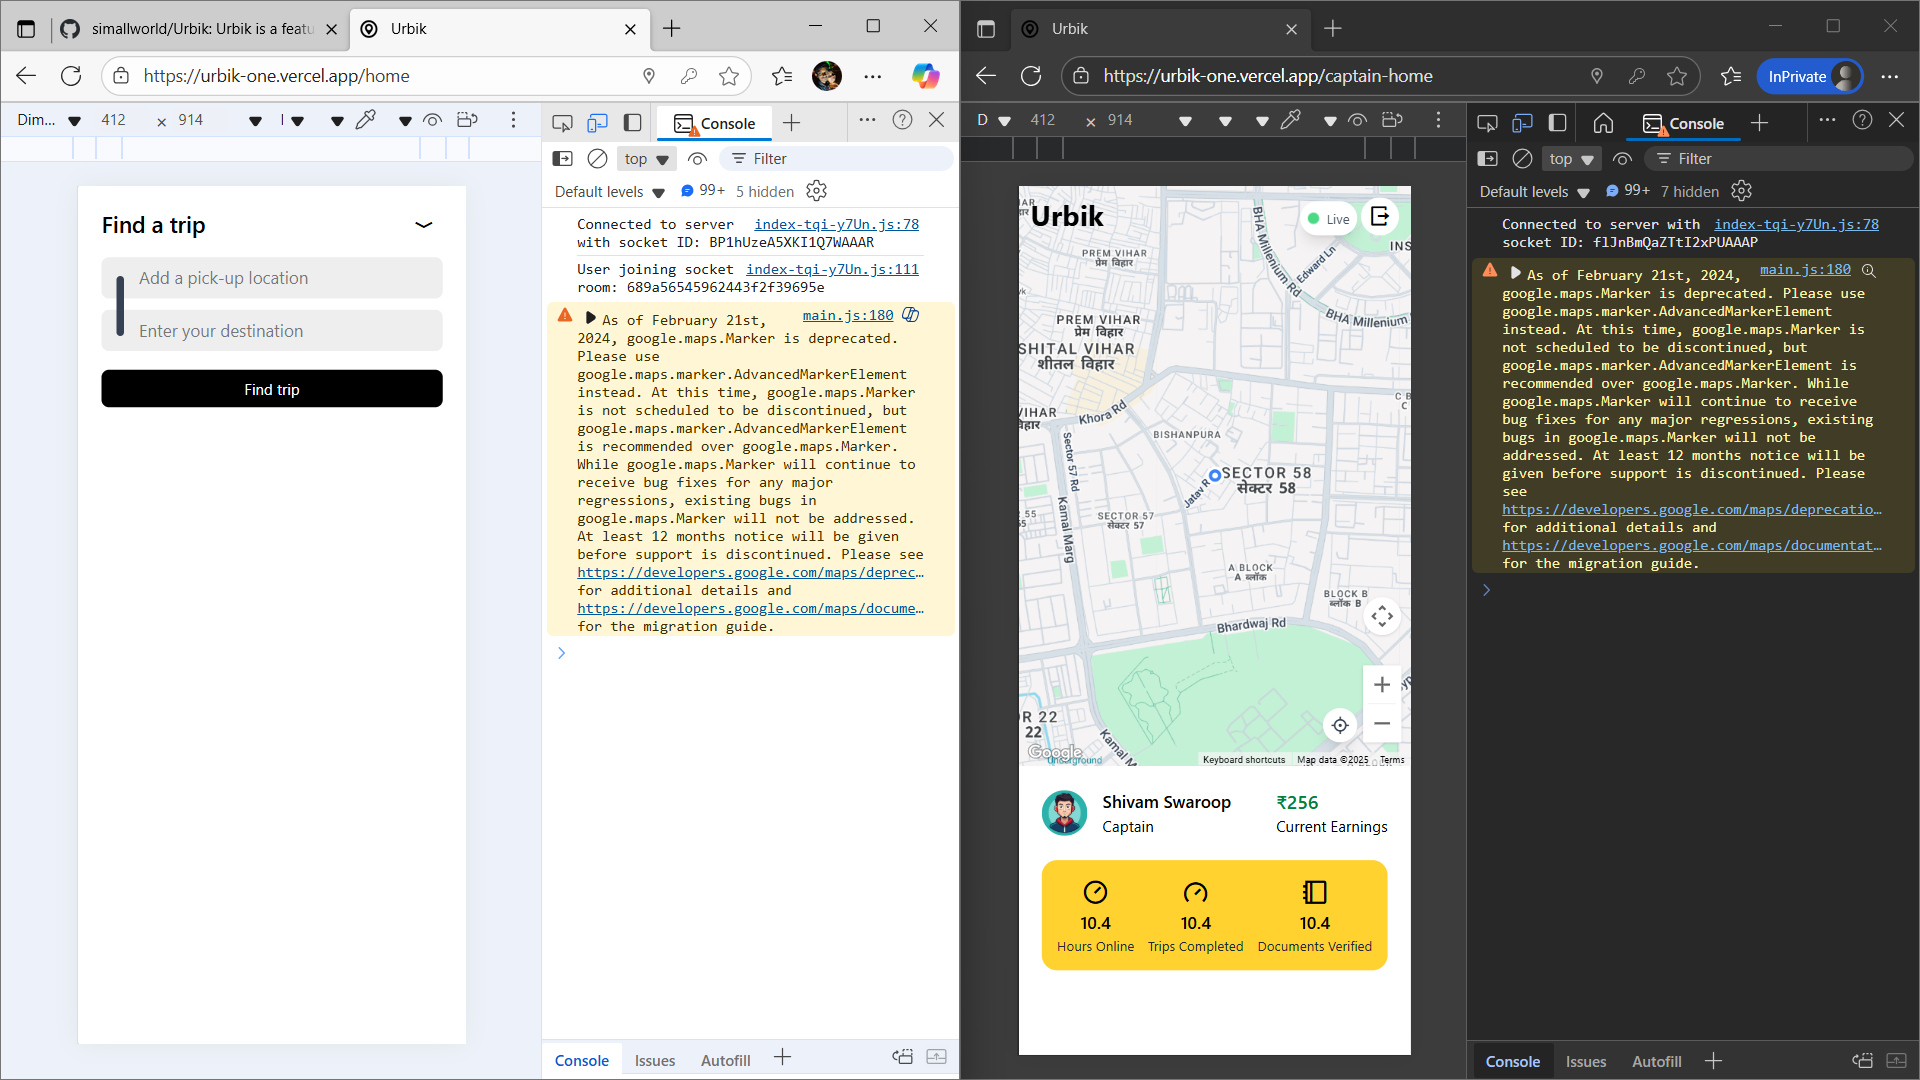 simallworld/Urbik: Urbik is a featu
Urbik
https://urbik-one.vercel.app/home
Dim...
412
×
914
Console
top
Filter
Default levels
99+
5 hidden
Find a trip
Add a pick-up location
Enter your destination
Find trip
Connected to server index-tqi-y7Un.js:78
with socket ID: BP1hUzeA5XKI1Q7WAAAR
User joining socket index-tqi-y7Un.js:111
room: 689a56545962443f2f39695e
As of February 21st, main.js:180
2024, google.maps.Marker is deprecated.
Please use
google.maps.marker.AdvancedMarkerElement
instead. At this time, google.maps.Marker
is not scheduled to be discontinued, but
google.maps.marker.AdvancedMarkerElement
is recommended over google.maps.Marker.
While google.maps.Marker will continue to
receive bug fixes for any major
regressions, existing bugs in
google.maps.Marker will not be addressed.
At least 12 months notice will be given
before support is discontinued. Please see
https://developers.google.com/maps/deprec…
for additional details and
https://developers.google.com/maps/docume…
for the migration guide.
Console
Issues
Autofill
Urbik
https://urbik-one.vercel.app/captain-home
InPrivate
D
412
×
914
Console
top
Filter
Default levels
99+
7 hidden
Urbik
Live
PREM VIHAR
प्रेम विहार
BHA Millenium Rd
Edward Ln
INS
PREM VIHAR
प्रेम विहार
BHA Millenium
SHITAL VIHAR
शीतल विहार
VIHAR
Khora Rd
BISHANPURA
Sector 57 Rd
SECTOR 58
सेक्टर 58
Jatav R
SECTOR 57
सेक्टर 57
Kamal Marg
A BLOCK
A ब्लॉक
BLOCK B
ब्लॉक B
Bhardwaj Rd
R 22
22
Kamal M
Google
Underground
Keyboard shortcuts
Map data ©2025
Terms
Shivam Swaroop
Captain
₹256
Current Earnings
10.4
Hours Online
10.4
Trips Completed
10.4
Documents Verified
Connected to server with index-tqi-y7Un.js:78
socket ID: flJnBmQaZTtI2xPUAAAP
As of February 21st, 2024, main.js:180
google.maps.Marker is deprecated. Please use
google.maps.marker.AdvancedMarkerElement
instead. At this time, google.maps.Marker is
not scheduled to be discontinued, but
google.maps.marker.AdvancedMarkerElement is
recommended over google.maps.Marker. While
google.maps.Marker will continue to receive
bug fixes for any major regressions, existing
bugs in google.maps.Marker will not be
addressed. At least 12 months notice will be
given before support is discontinued. Please
see
https://developers.google.com/maps/deprecatio…
for additional details and
https://developers.google.com/maps/documentat…
for the migration guide.
Console
Issues
Autofill